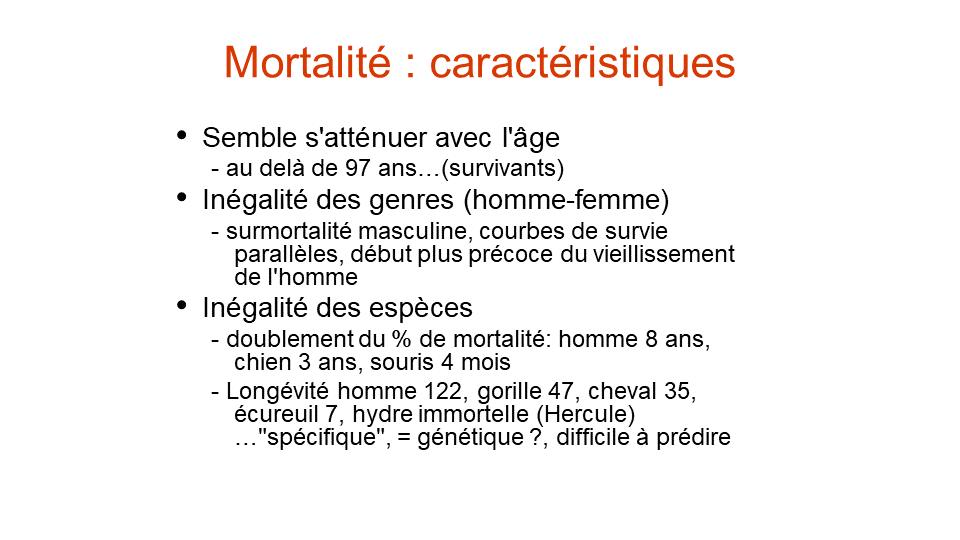 Mortalité : caractéristiques
• Semble s'atténuer avec l'âge
- au delà de 97 ans…(survivants)
• Inégalité des genres (homme-femme)
- surmortalité masculine, courbes de survie
parallèles, début plus précoce du vieillissement
de l'homme
• Inégalité des espèces
- doublement du % de mortalité: homme 8 ans,
chien 3 ans, souris 4 mois
- Longévité homme 122, gorille 47, cheval 35,
écureuil 7, hydre immortelle (Hercule)
…"spécifique", = génétique ?, difficile à prédire